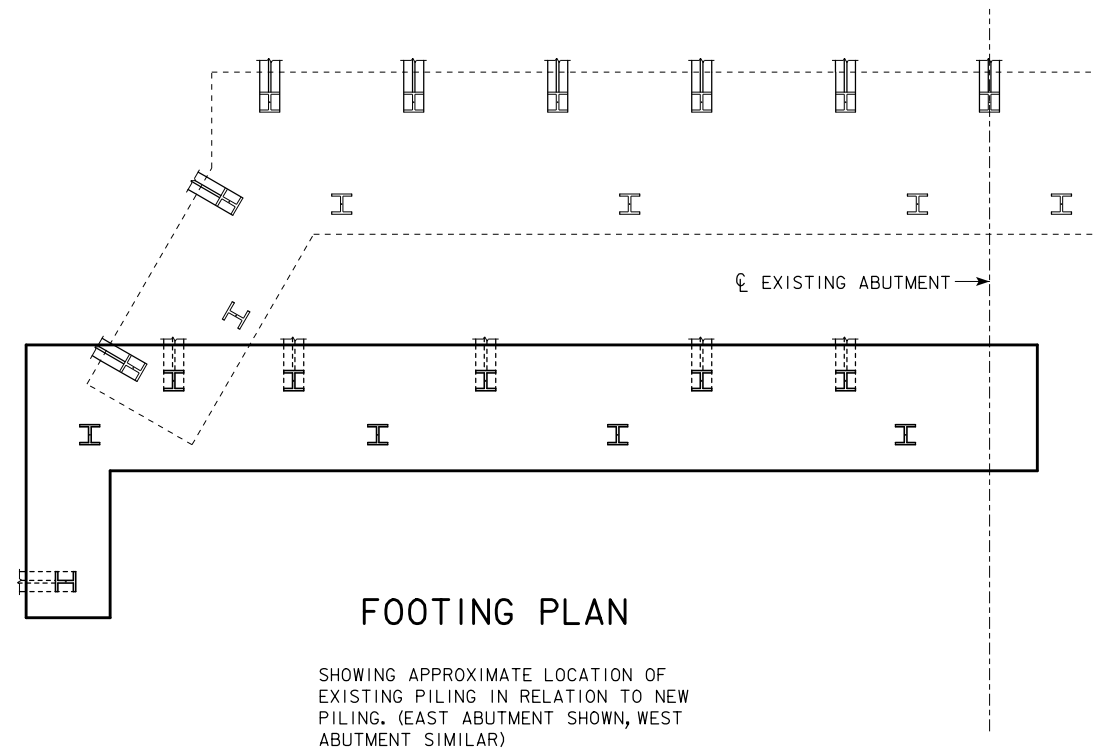 ℄ EXISTING ABUTMENT
FOOTING PLAN
SHOWING APPROXIMATE LOCATION OF
EXISTING PILING IN RELATION TO NEW
PILING. (EAST ABUTMENT SHOWN, WEST
ABUTMENT SIMILAR)